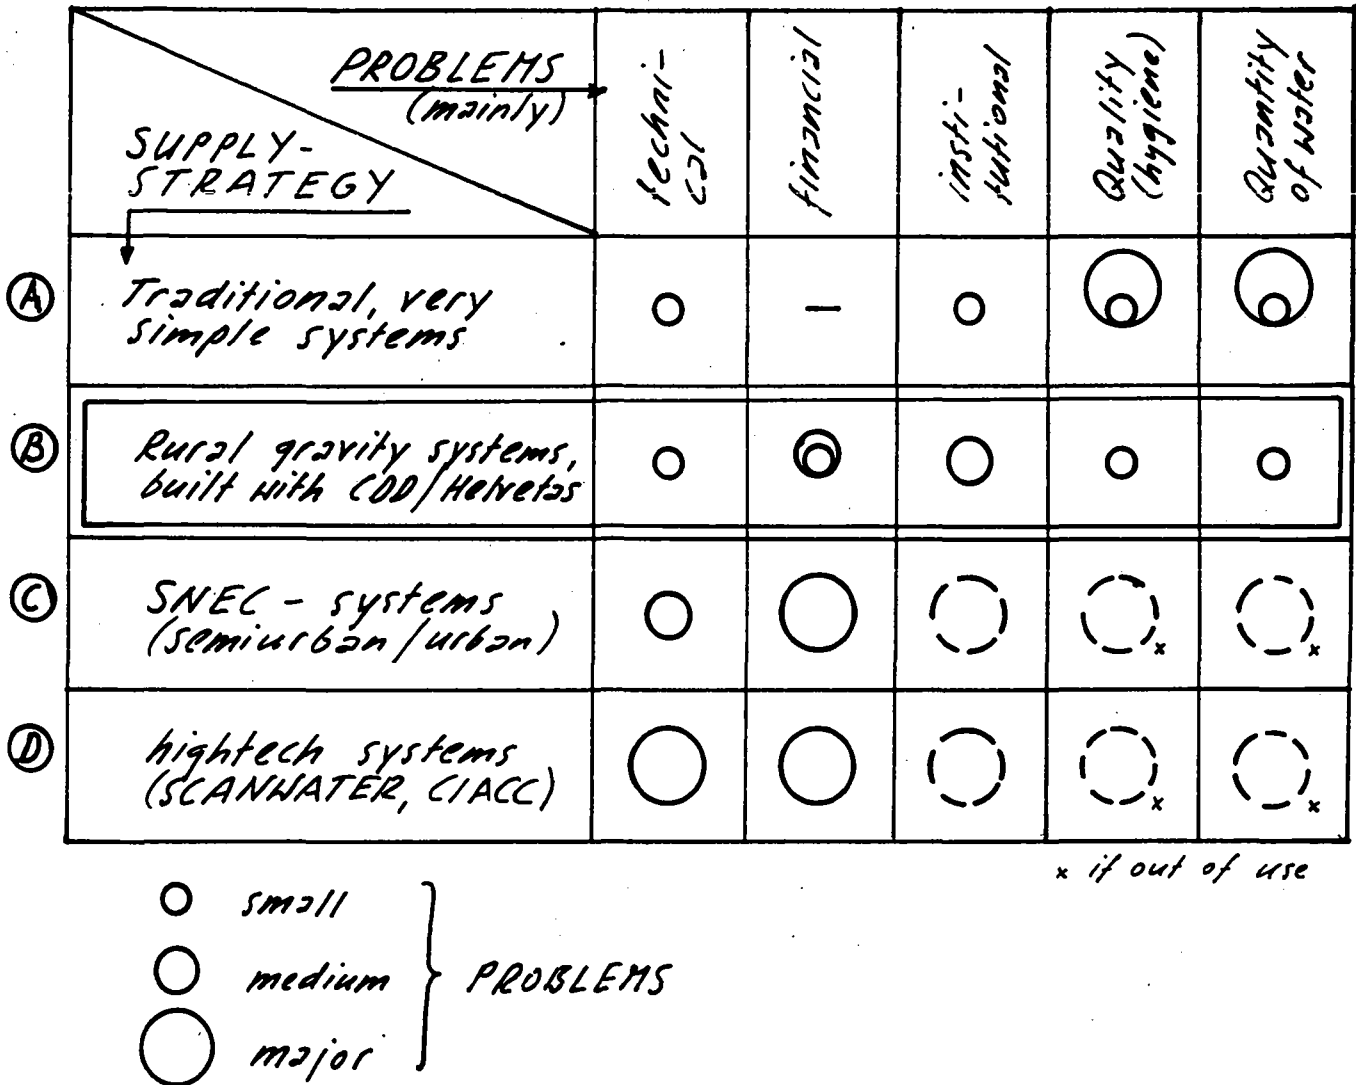 PROBLEMS
(mainly)
SUPPLY-
STRATEGY
techni-
cal
financial
insti-
tutional
Quality
(hygiene)
Quantity
of water
A
Traditional, very
simple systems
–
B
Rural gravity systems,
built with CDD/Helvetas
C
SNEC - systems
(semiurban/urban)
x
x
D
hightech systems
(SCANWATER, CIACC)
x
x
x if out of use
small
medium
major
PROBLEMS